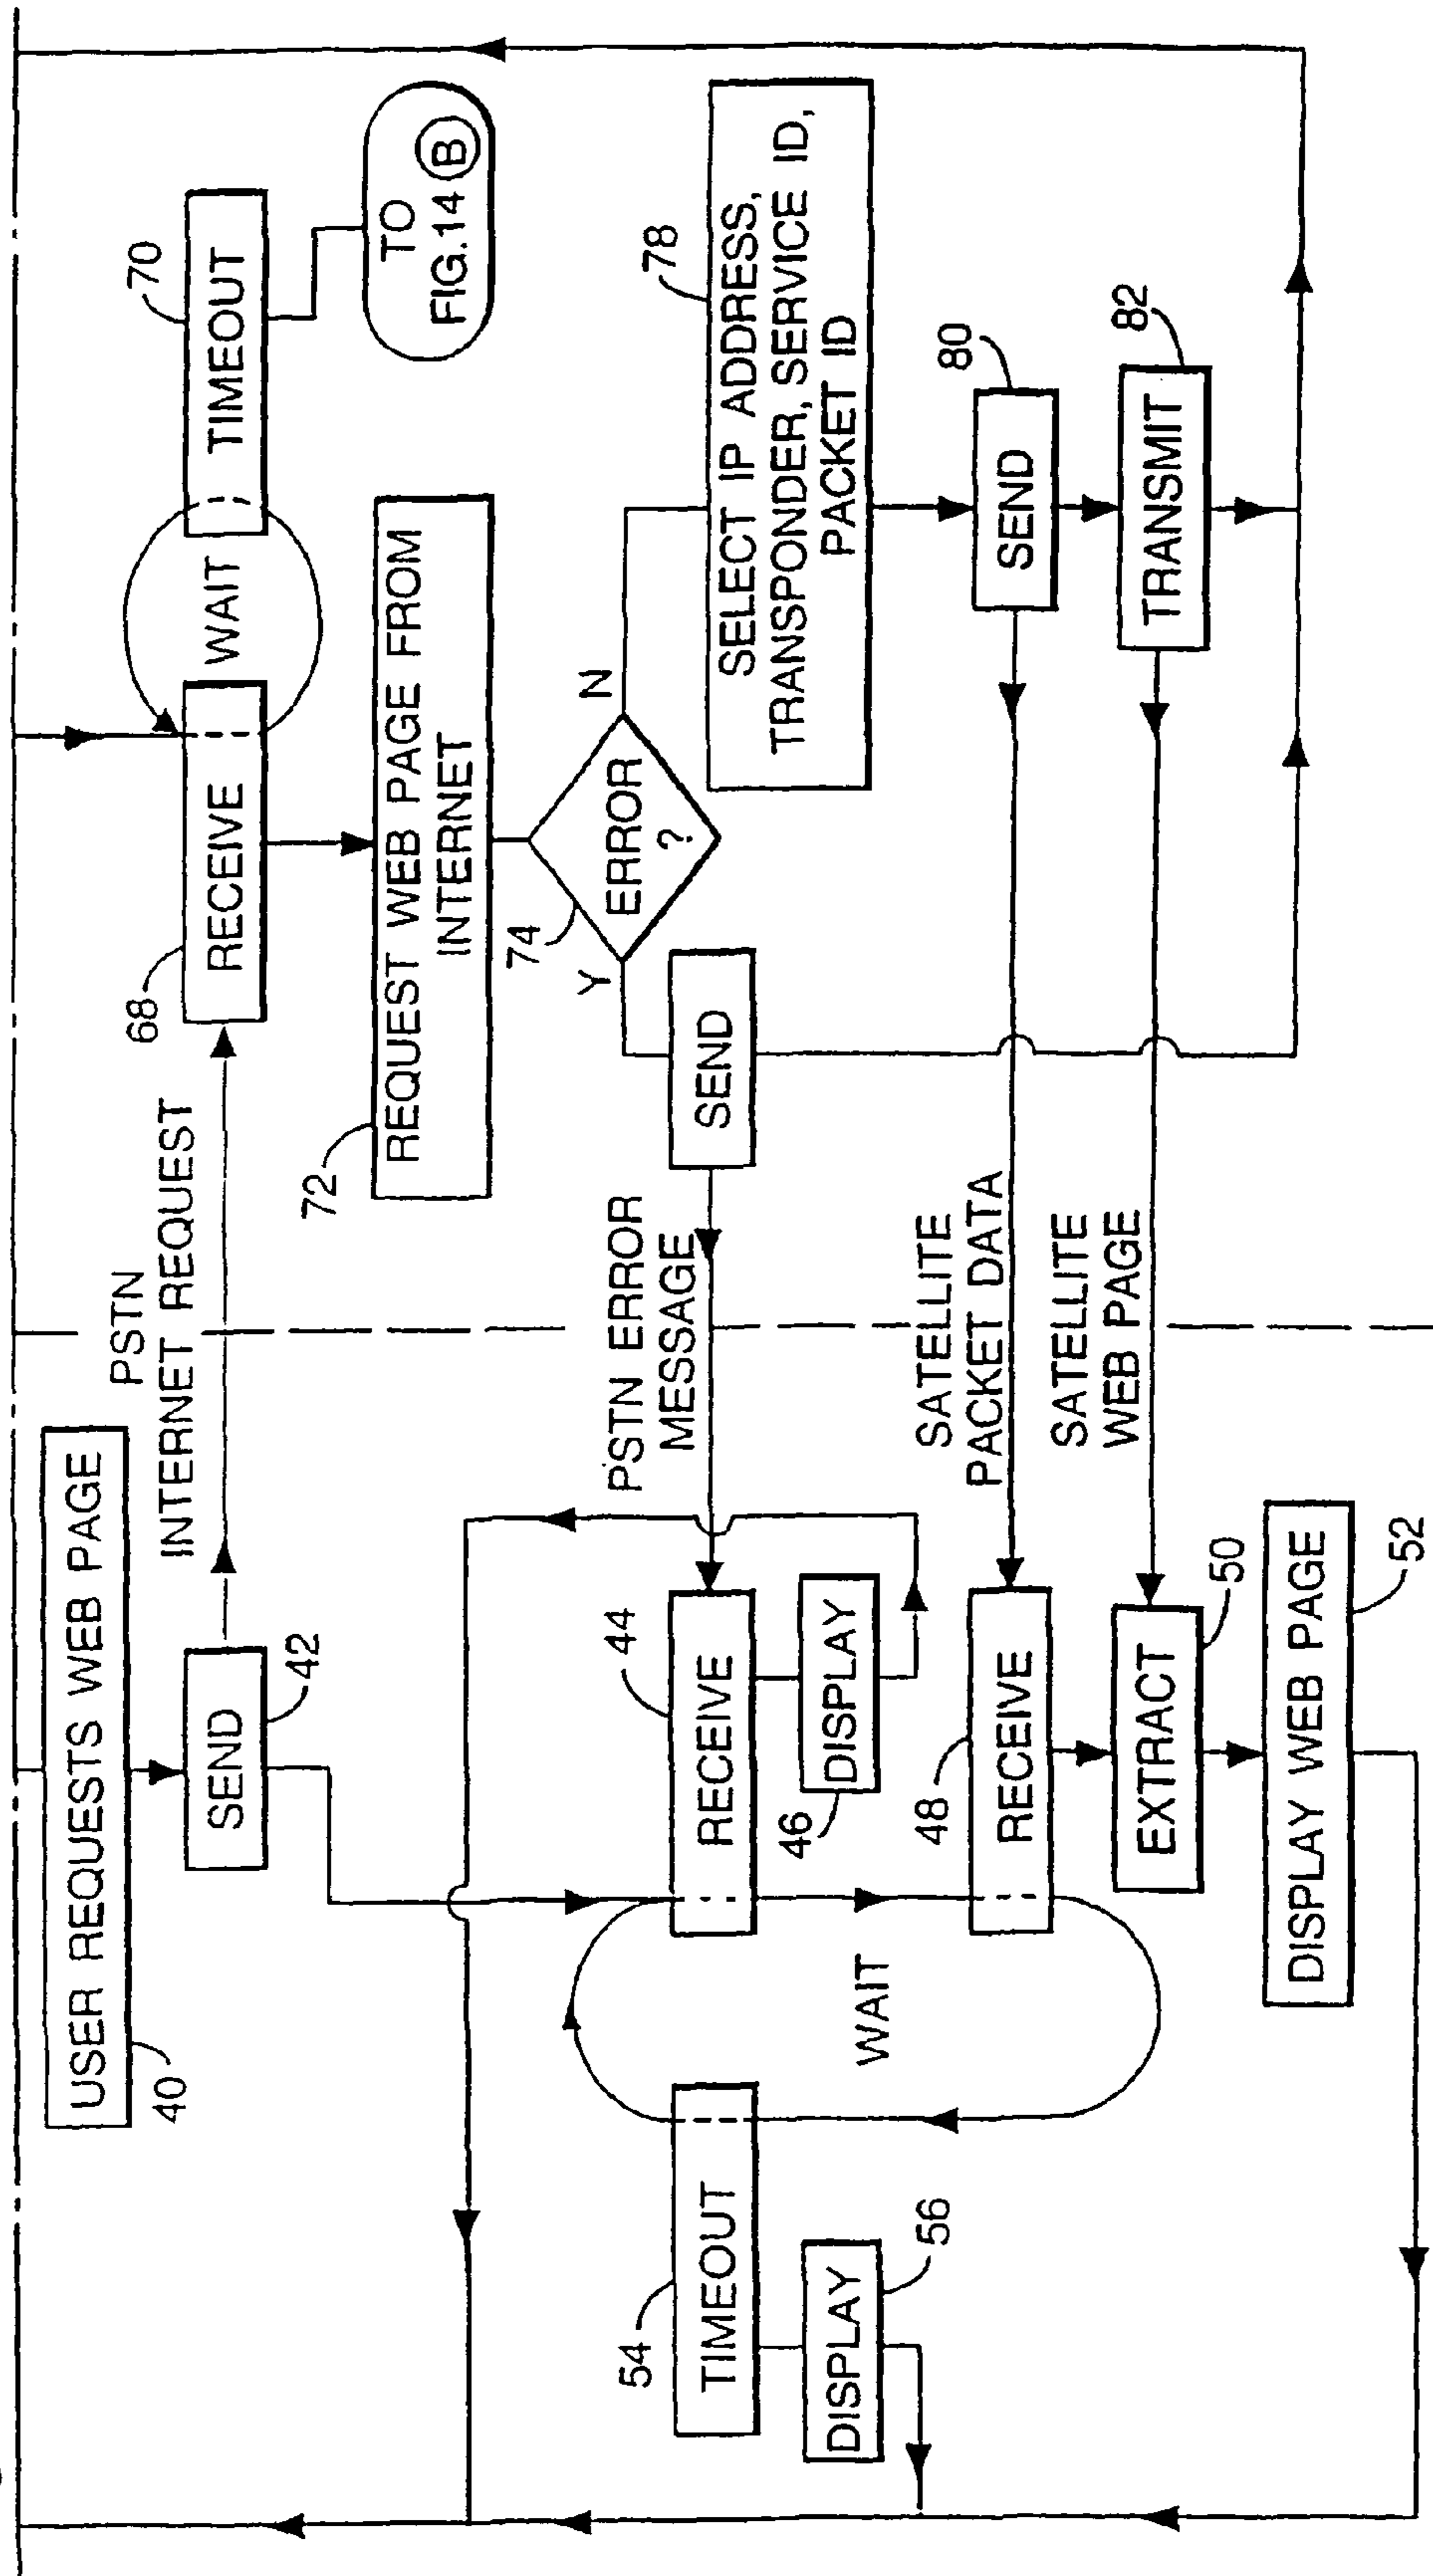 USER REQUESTS WEB PAGE
40
SEND
42
PSTN
INTERNET REQUEST
68
RECEIVE
WAIT
TIMEOUT
70
TO
FIG.14 B
72
REQUEST WEB PAGE FROM
INTERNET
74
ERROR
?
Y
N
SEND
PSTN ERROR
MESSAGE
78
SELECT IP ADDRESS,
TRANSPONDER, SERVICE ID,
PACKET ID
54
TIMEOUT
DISPLAY
56
WAIT
RECEIVE
44
46
DISPLAY
48
RECEIVE
SATELLITE
PACKET DATA
SEND
80
EXTRACT
50
SATELLITE
WEB PAGE
TRANSMIT
82
DISPLAY WEB PAGE
52